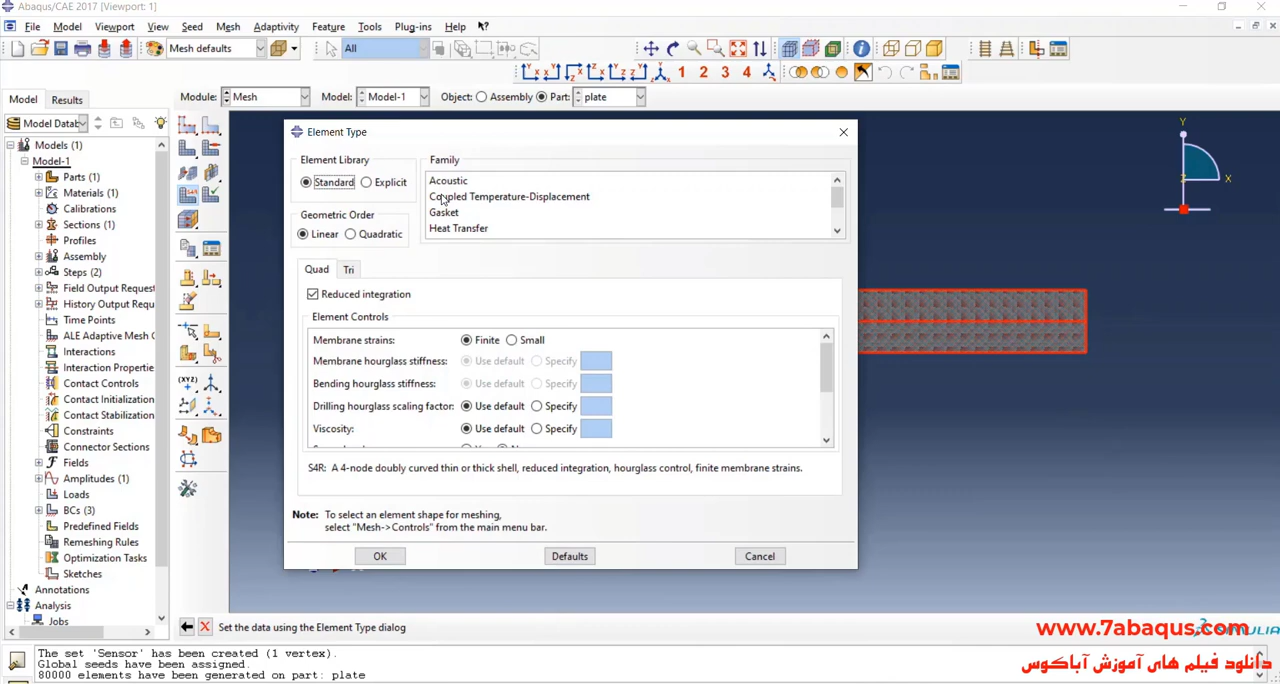 Abaqus/CAE 2017 [Viewport: 1]
File Model Viewport View Seed Mesh Adaptivity Feature Tools Plug-ins Help
Mesh defaults All
1 2 3 4
Model Results Module: Mesh Model: Model-1 Object: Assembly Part: plate
Model Datab
Models (1)
Model-1
Parts (1)
Materials (1)
Calibrations
Sections (1)
Profiles
Assembly
Steps (2)
Field Output Request
History Output Requ
Time Points
ALE Adaptive Mesh C
Interactions
Interaction Propertie
Contact Controls
Contact Initialization
Contact Stabilization
Constraints
Connector Sections
Fields
Amplitudes (1)
Loads
BCs (3)
Predefined Fields
Remeshing Rules
Optimization Tasks
Sketches
Annotations
Analysis
Jobs
Element Type
Element Library
Standard Explicit
Geometric Order
Linear Quadratic
Family
Acoustic
Coupled Temperature-Displacement
Gasket
Heat Transfer
Quad Tri
Reduced integration
Element Controls
Membrane strains: Finite Small
Membrane hourglass stiffness: Use default Specify
Bending hourglass stiffness: Use default Specify
Drilling hourglass scaling factor: Use default Specify
Viscosity: Use default Specify
S4R: A 4-node doubly curved thin or thick shell, reduced integration, hourglass control, finite membrane strains.
Note: To select an element shape for meshing,
select "Mesh->Controls" from the main menu bar.
OK Defaults Cancel
Y
Z X
Set the data using the Element Type dialog
www.7abaqus.com
دانلود فیلم های آموزش آباکوس
The set 'Sensor' has been created (1 vertex).
Global seeds have been assigned.
80000 elements have been generated on part: plate